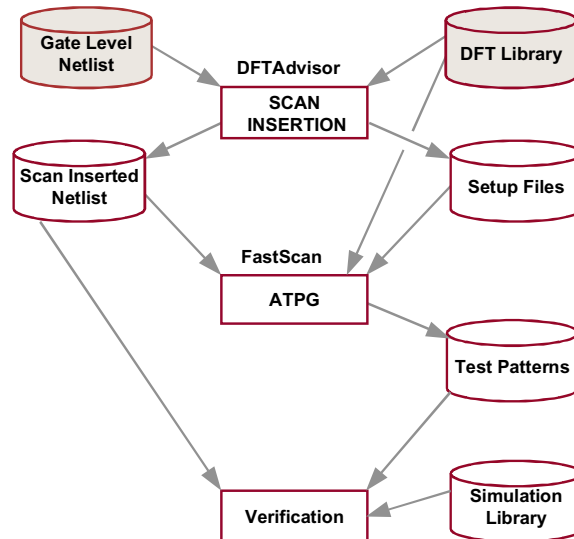 Gate Level
Netlist
DFTAdvisor
DFT Library
SCAN
INSERTION
Scan Inserted
Netlist
Setup Files
FastScan
ATPG
Test Patterns
Verification
Simulation
Library